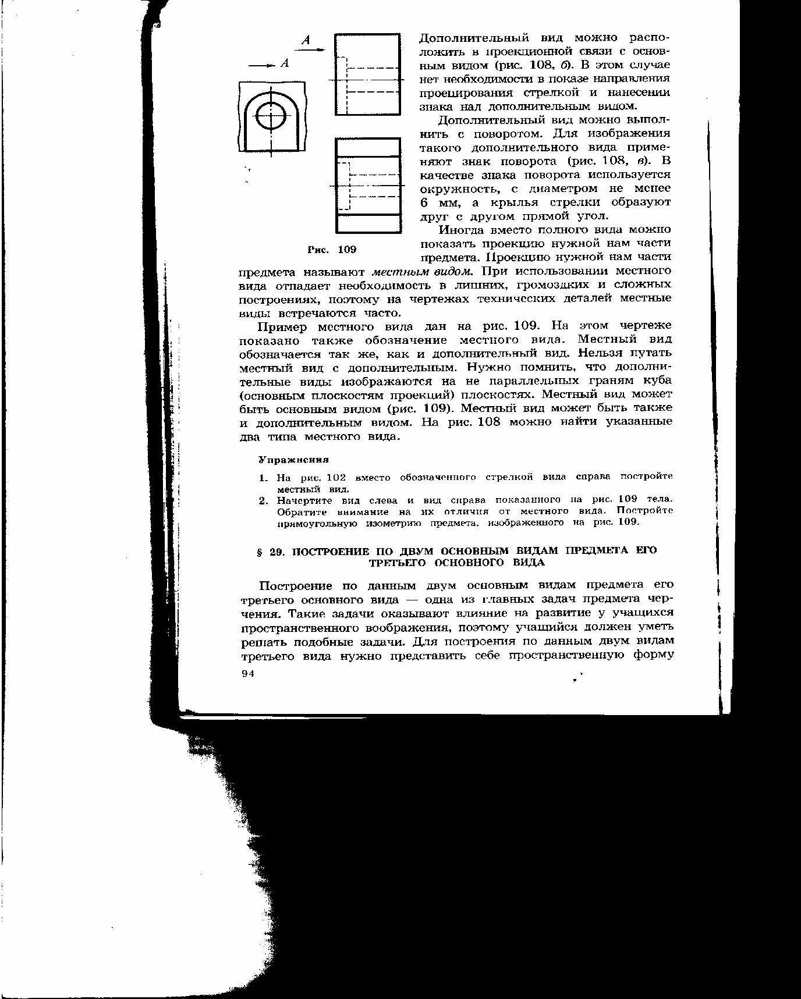 А
А
Дополнительный вид можно распо-
ложить в проекционной связи с основ-
ным видом (рис. 108, б). В этом случае
нет необходимости в показе направления
проецирования стрелкой и нанесении
знака над дополнительным видом.
Дополнительный вид можно выпол-
нить с поворотом. Для изображения
такого дополнительного вида приме-
няют знак поворота (рис. 108, в). В
качестве знака поворота используется
окружность, с диаметром не менее
6 мм, а крылья стрелки образуют
друг с другом прямой угол.
Иногда вместо полного вида можно
показать проекцию нужной нам части
предмета. Проекцию нужной нам части
Рис. 109
предмета называют местным видом. При использовании местного
вида отпадает необходимость в лишних, громоздких и сложных
построениях, поэтому на чертежах технических деталей местные
виды встречаются часто.
Пример местного вида дан на рис. 109. На этом чертеже
показано также обозначение местного вида. Местный вид
обозначается так же, как и дополнительный вид. Нельзя путать
местный вид с дополнительным. Нужно помнить, что дополни-
тельные виды изображаются на не параллельных граням куба
(основным плоскостям проекций) плоскостях. Местный вид может
быть основным видом (рис. 109). Местный вид может быть также
и дополнительным видом. На рис. 108 можно найти указанные
два типа местного вида.
Упражнения
1. На рис. 102 вместо обозначенного стрелкой вида справа постройте
местный вид.
2. Начертите вид слева и вид справа показанного на рис. 109 тела.
Обратите внимание на их отличия от местного вида. Постройте
прямоугольную изометрию предмета, изображенного на рис. 109.
§ 29. ПОСТРОЕНИЕ ПО ДВУМ ОСНОВНЫМ ВИДАМ ПРЕДМЕТА ЕГО
ТРЕТЬЕГО ОСНОВНОГО ВИДА
Построение по данным двум основным видам предмета его
третьего основного вида — одна из главных задач предмета чер-
чения. Такие задачи оказывают влияние на развитие у учащихся
пространственного воображения, поэтому учащийся должен уметь
решать подобные задачи. Для построения по данным двум видам
третьего вида нужно представить себе пространственную форму
94